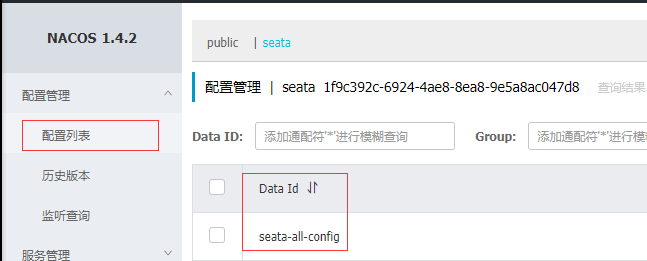 NACOS 1.4.2
public | seata
配置管理
配置管理 | seata 1f9c392c-6924-4ae8-8ea8-9e5a8ac047d8 查询结果
配置列表
Data ID: 添加通配符'*'进行模糊查询 Group: 添加通配符'*'进行模
历史版本
Data Id
监听查询
seata-all-config
服务管理